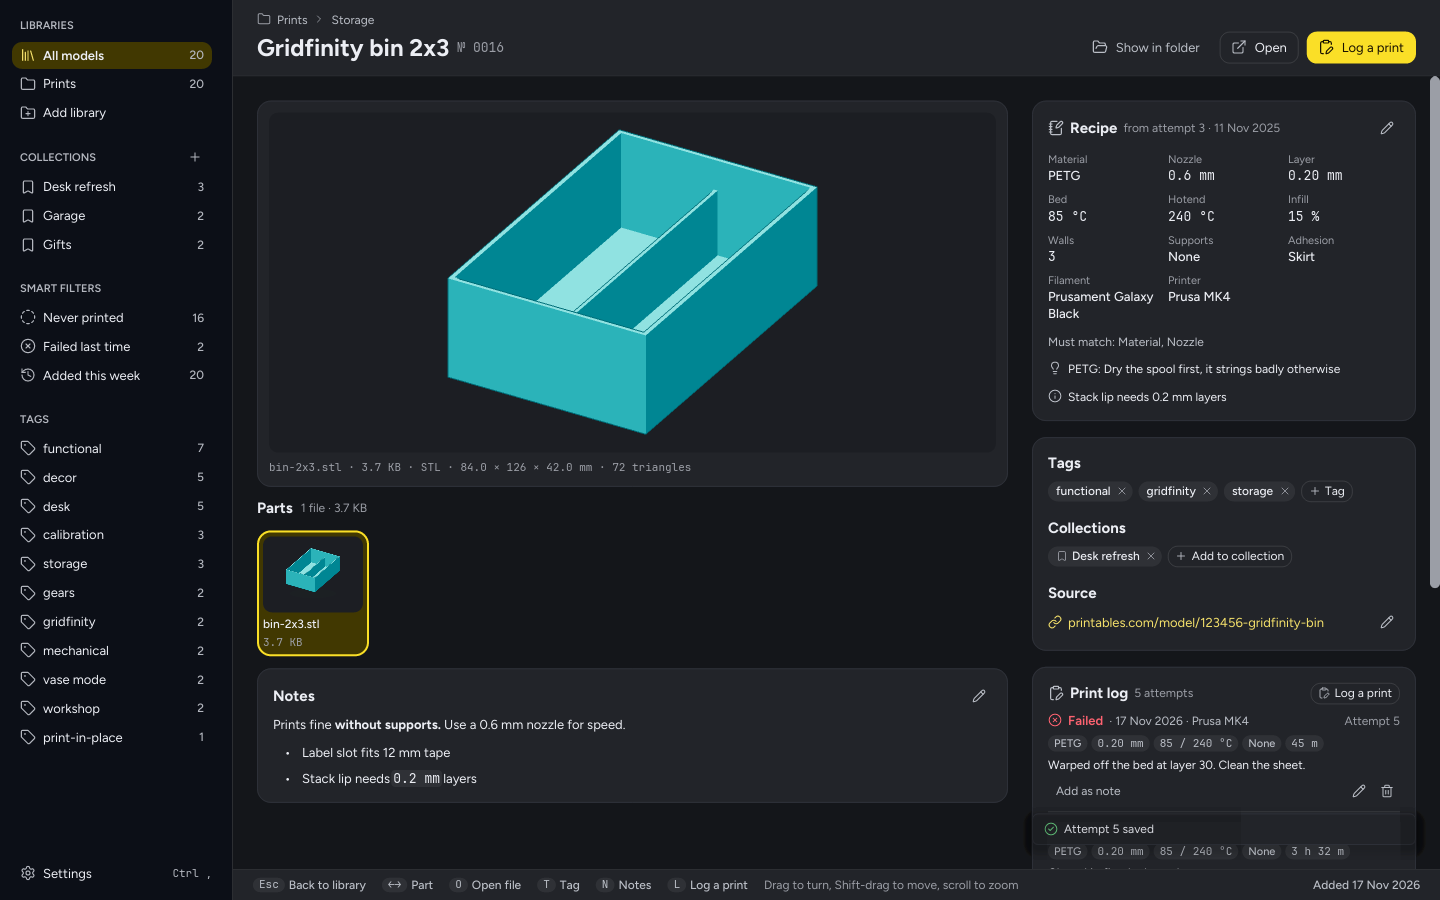 LIBRARIES
All models 20
Prints 20
Add library
COLLECTIONS
Desk refresh 3
Garage 2
Gifts 2
SMART FILTERS
Never printed 16
Failed last time 2
Added this week 20
TAGS
functional 7
decor 5
desk 5
calibration 3
storage 3
gears 2
gridfinity 2
mechanical 2
vase mode 2
workshop 2
print-in-place 1
Settings Ctrl ,
Prints > Storage
Gridfinity bin 2x3 № 0016
Show in folder
Open
Log a print
bin-2x3.stl · 3.7 KB · STL · 84.0 × 126 × 42.0 mm · 72 triangles
Parts 1 file · 3.7 KB
bin-2x3.stl
3.7 KB
Notes
Prints fine without supports. Use a 0.6 mm nozzle for speed.
• Label slot fits 12 mm tape
• Stack lip needs 0.2 mm layers
Recipe from attempt 3 · 11 Nov 2025
Material Nozzle Layer
PETG 0.6 mm 0.20 mm
Bed Hotend Infill
85 °C 240 °C 15 %
Walls Supports Adhesion
3 None Skirt
Filament Printer
Prusament Galaxy Prusa MK4
Black
Must match: Material, Nozzle
PETG: Dry the spool first, it strings badly otherwise
Stack lip needs 0.2 mm layers
Tags
functional × gridfinity × storage × + Tag
Collections
Desk refresh × + Add to collection
Source
printables.com/model/123456-gridfinity-bin
Print log 5 attempts Log a print
Failed · 17 Nov 2026 · Prusa MK4 Attempt 5
PETG 0.20 mm 85 / 240 °C None 45 m
Warped off the bed at layer 30. Clean the sheet.
Add as note
Attempt 5 saved
PETG 0.20 mm 85 / 240 °C None 3 h 32 m
Esc Back to library ↔ Part O Open file T Tag N Notes L Log a print Drag to turn, Shift-drag to move, scroll to zoom Added 17 Nov 2026